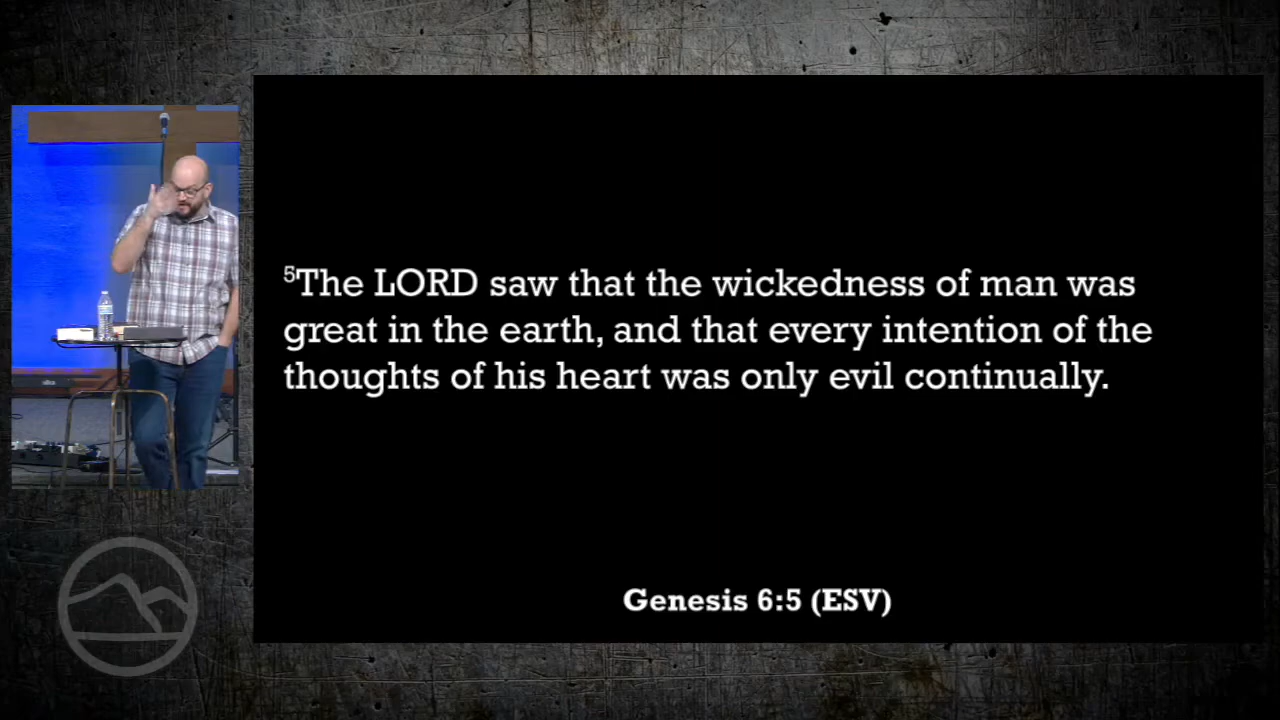 ⁵The LORD saw that the wickedness of man was
great in the earth, and that every intention of the
thoughts of his heart was only evil continually.
Genesis 6:5 (ESV)